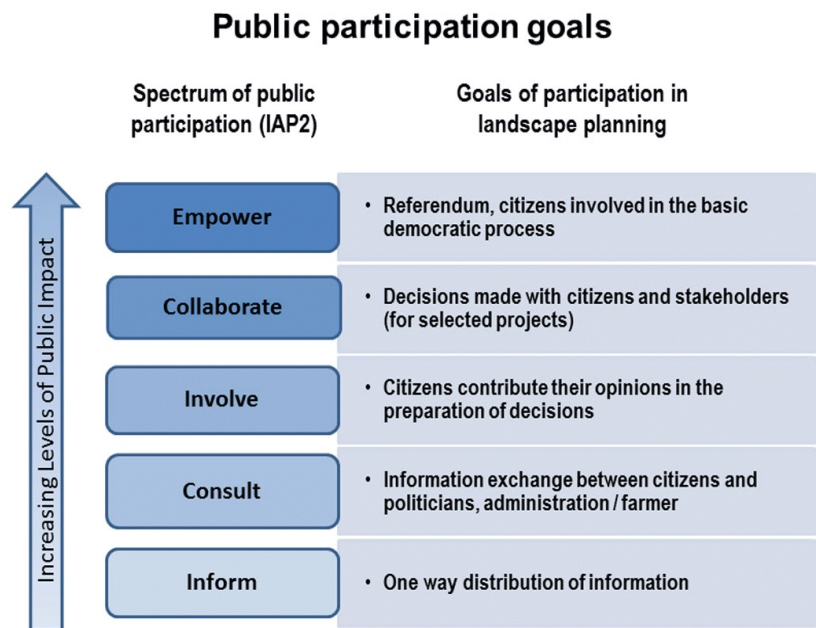 Public participation goals
Spectrum of public
participation (IAP2)
Goals of participation in
landscape planning
Increasing Levels of Public Impact
Empower
• Referendum, citizens involved in the basic
democratic process
Collaborate
• Decisions made with citizens and stakeholders
(for selected projects)
Involve
• Citizens contribute their opinions in the
preparation of decisions
Consult
• Information exchange between citizens and
politicians, administration / farmer
Inform
• One way distribution of information